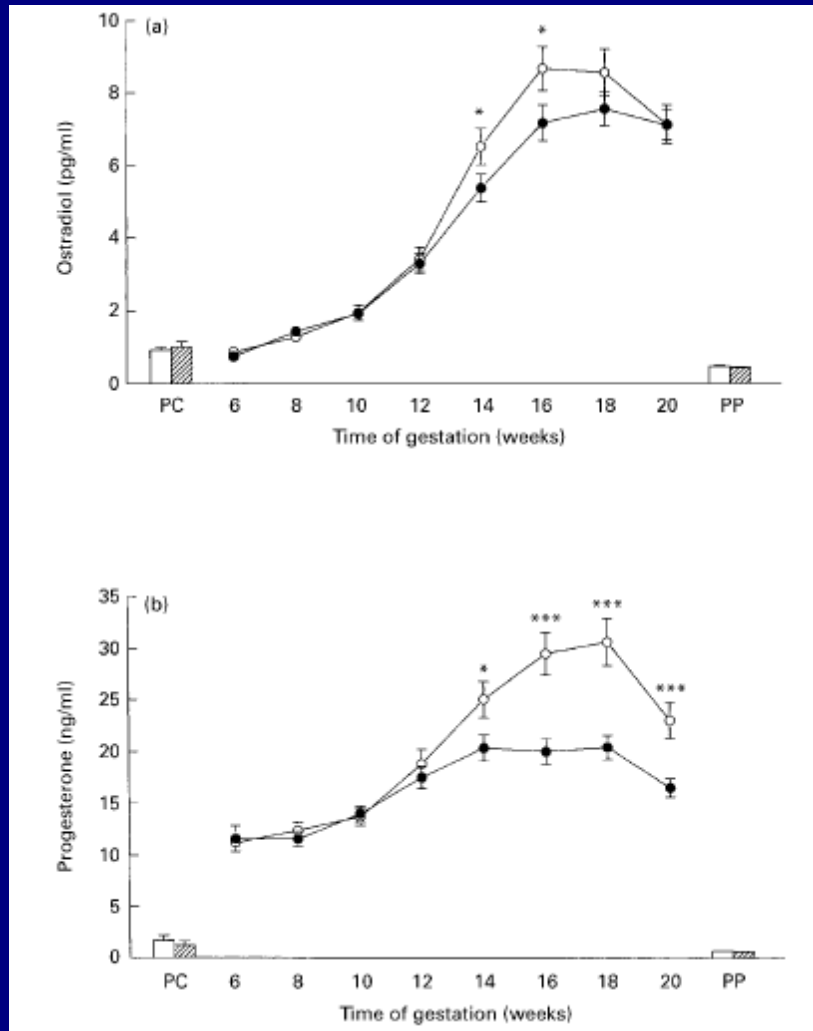 (a)
10
8
6
4
2
0
Ostradiol (pg/ml)
*
*
PC 6 8 10 12 14 16 18 20 PP
Time of gestation (weeks)
(b)
35
30
25
20
15
10
5
0
Progesterone (ng/ml)
*
***
***
***
PC 6 8 10 12 14 16 18 20 PP
Time of gestation (weeks)